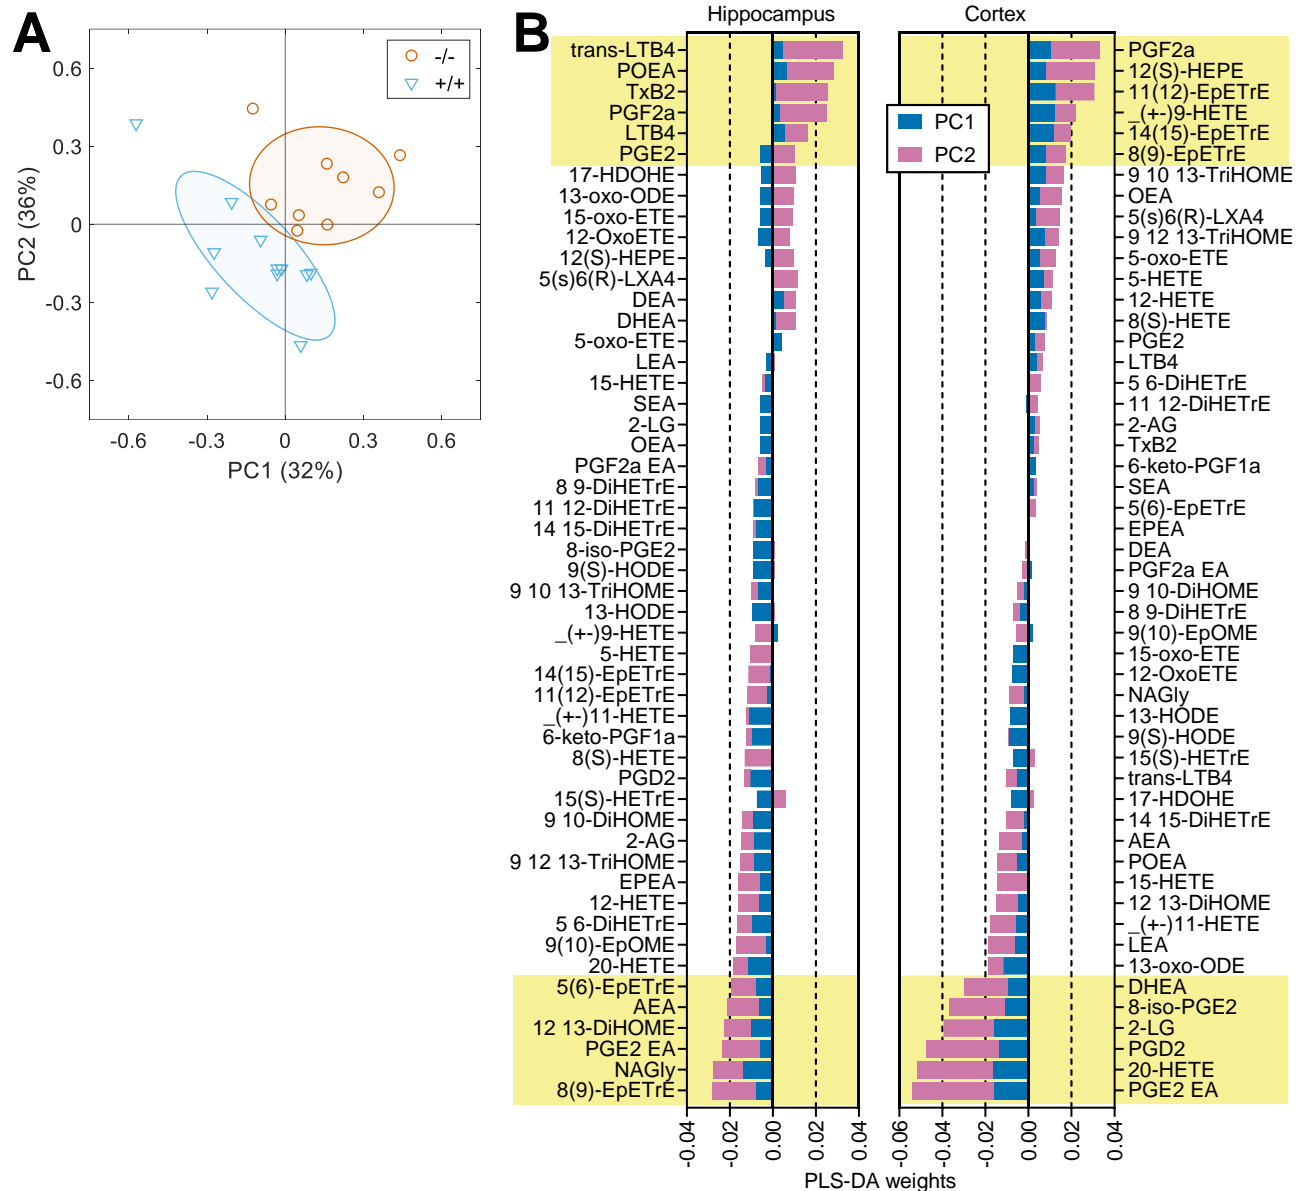 A
0.6
0.3
0
-0.3
-0.6
-0.6
-0.3
0
0.3
0.6
PC1 (32%)
PC2 (36%)
-/-
+/+
B
Hippocampus
trans-LTB4
POEA
TxB2
PGF2a
LTB4
PGE2
17-HDOHE
13-oxo-ODE
15-oxo-ETE
12-OxoETE
12(S)-HEPE
5(s)6(R)-LXA4
DEA
DHEA
5-oxo-ETE
LEA
15-HETE
SEA
2-LG
OEA
PGF2a EA
8 9-DiHETrE
11 12-DiHETrE
14 15-DiHETrE
8-iso-PGE2
9(S)-HODE
9 10 13-TriHOME
13-HODE
_(+-)9-HETE
5-HETE
14(15)-EpETrE
11(12)-EpETrE
_(+-)11-HETE
6-keto-PGF1a
8(S)-HETE
PGD2
15(S)-HETrE
9 10-DiHOME
2-AG
9 12 13-TriHOME
EPEA
12-HETE
5 6-DiHETrE
9(10)-EpOME
20-HETE
5(6)-EpETrE
AEA
12 13-DiHOME
PGE2 EA
NAGly
8(9)-EpETrE
-0.04
-0.02
0.00
0.02
0.04
Cortex
PC1
PC2
PGF2a
12(S)-HEPE
11(12)-EpETrE
_(+-)9-HETE
14(15)-EpETrE
8(9)-EpETrE
9 10 13-TriHOME
OEA
5(s)6(R)-LXA4
9 12 13-TriHOME
5-oxo-ETE
5-HETE
12-HETE
8(S)-HETE
PGE2
LTB4
5 6-DiHETrE
11 12-DiHETrE
2-AG
TxB2
6-keto-PGF1a
SEA
5(6)-EpETrE
EPEA
DEA
PGF2a EA
9 10-DiHOME
8 9-DiHETrE
9(10)-EpOME
15-oxo-ETE
12-OxoETE
NAGly
13-HODE
9(S)-HODE
15(S)-HETrE
trans-LTB4
17-HDOHE
14 15-DiHETrE
AEA
POEA
15-HETE
12 13-DiHOME
_(+-)11-HETE
LEA
13-oxo-ODE
DHEA
8-iso-PGE2
2-LG
PGD2
20-HETE
PGE2 EA
-0.06
-0.04
-0.02
0.00
0.02
0.04
PLS-DA weights